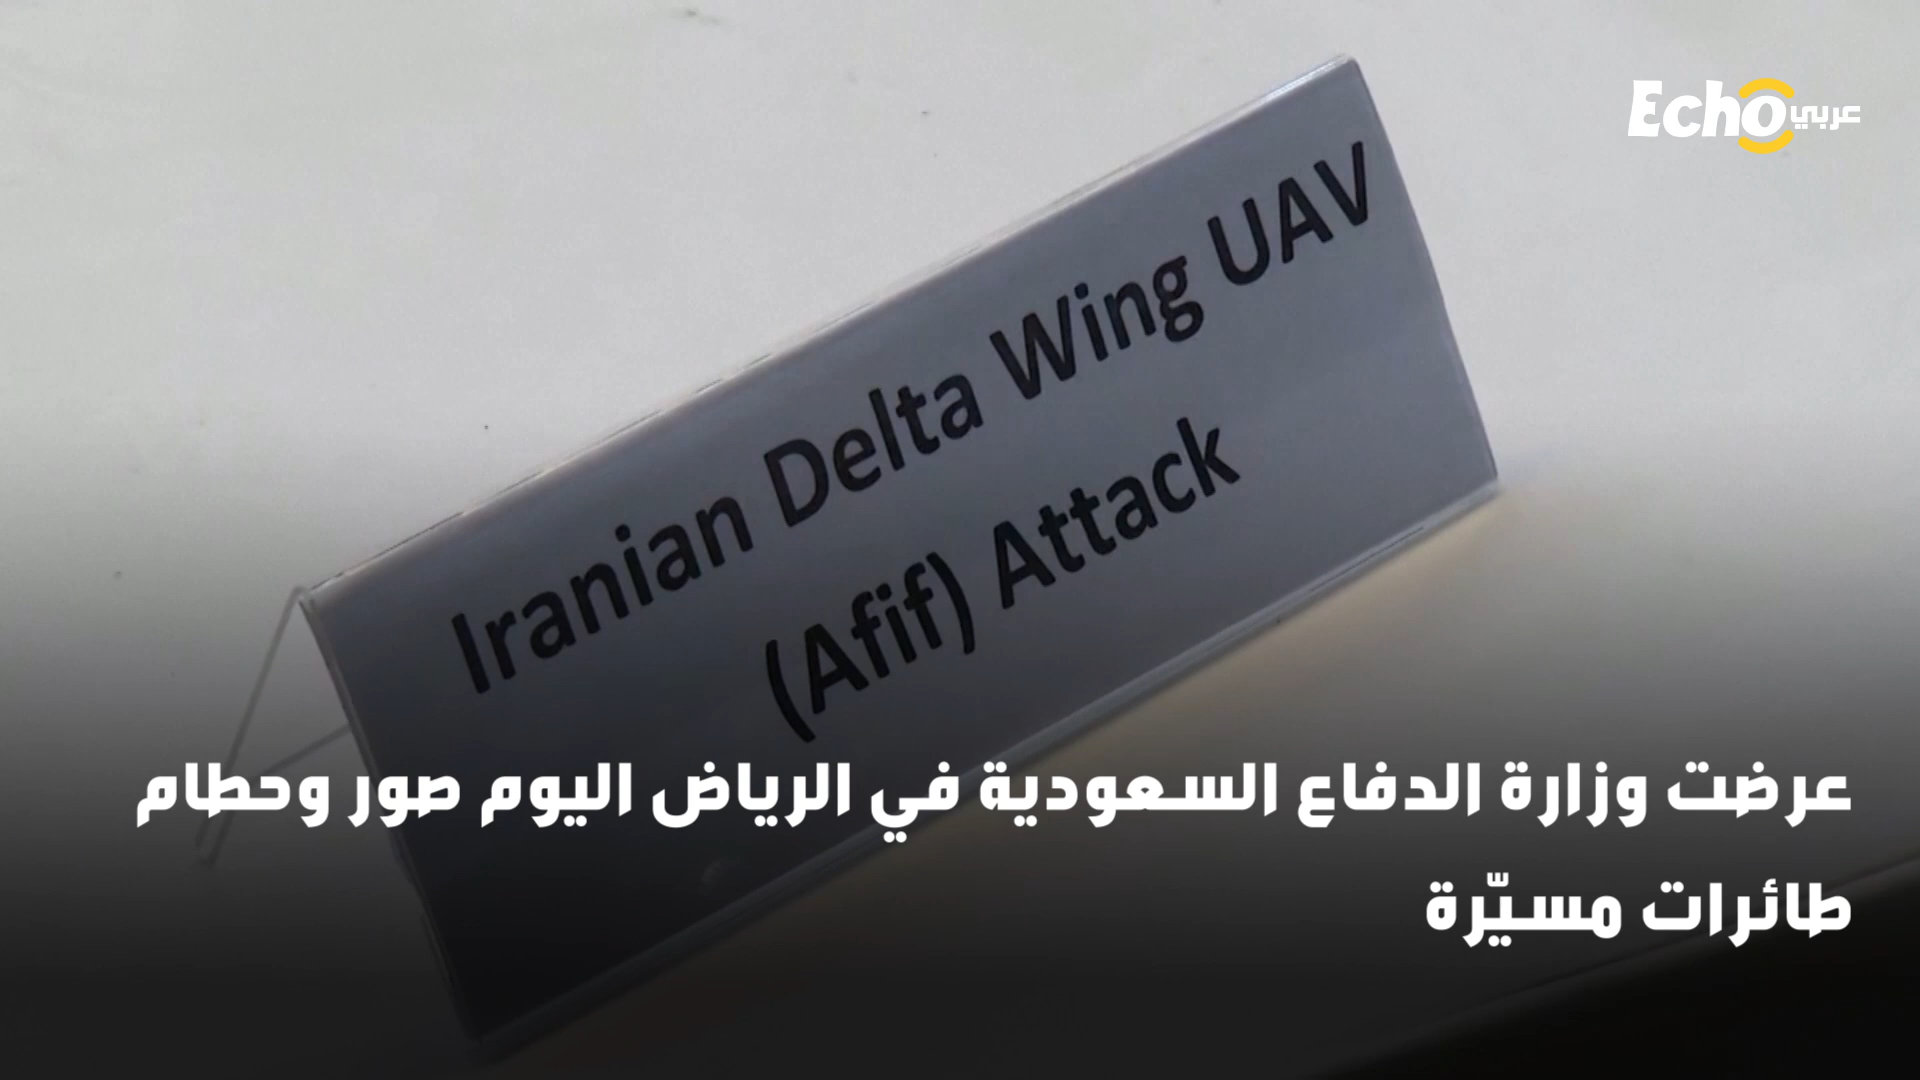 Echo عربي
Iranian Delta Wing UAV
(Afif) Attack
عرضت وزارة الدفاع السعودية في الرياض اليوم صور وحطام
طائرات مسيّرة